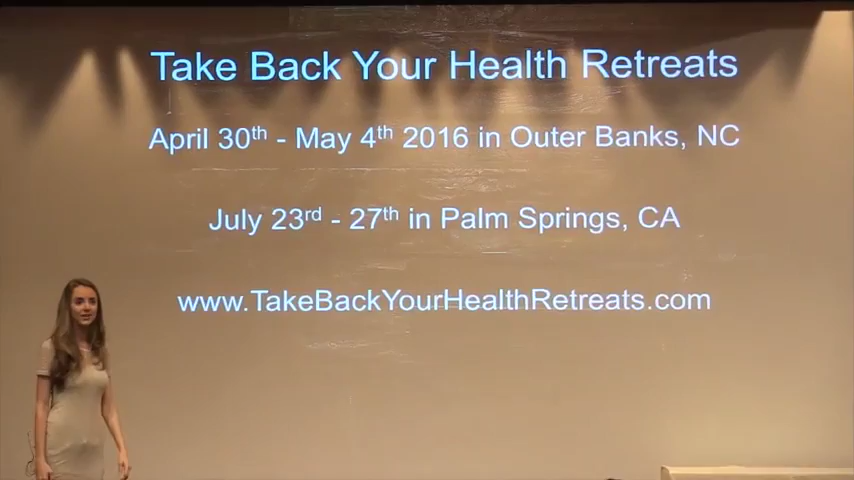 Take Back Your Health Retreats
April 30th - May 4th 2016 in Outer Banks, NC
July 23rd - 27th in Palm Springs, CA
www.TakeBackYourHealthRetreats.com